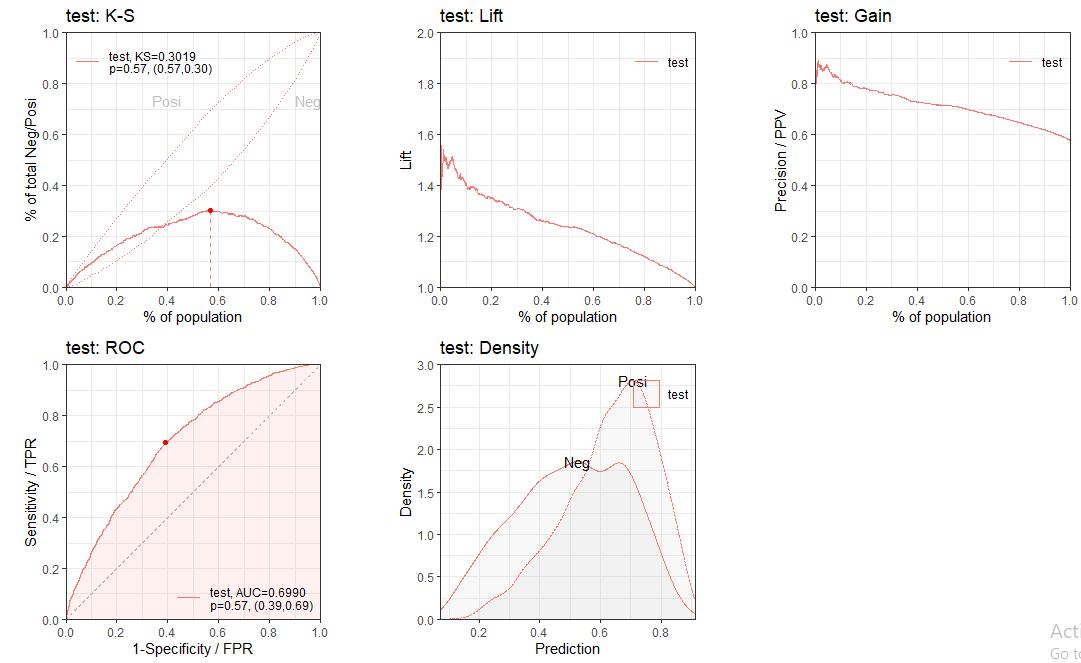 test: K-S
% of total Neg/Posi
1.0
0.8
0.6
0.4
0.2
0.0
test, KS=0.3019
p=0.57, (0.57,0.30)
Posi
Neg
0.0 0.2 0.4 0.6 0.8 1.0
% of population
test: Lift
Lift
2.0
1.8
1.6
1.4
1.2
1.0
test
0.0 0.2 0.4 0.6 0.8 1.0
% of population
test: Gain
Precision / PPV
1.0
0.8
0.6
0.4
0.2
0.0
test
0.0 0.2 0.4 0.6 0.8 1.0
% of population
test: ROC
Sensitivity / TPR
1.0
0.8
0.6
0.4
0.2
0.0
test, AUC=0.6990
p=0.57, (0.39,0.69)
0.0 0.2 0.4 0.6 0.8 1.0
1-Specificity / FPR
test: Density
Density
3.0
2.5
2.0
1.5
1.0
0.5
0.0
Posi
test
Neg
0.2 0.4 0.6 0.8
Prediction
Acti
Go to